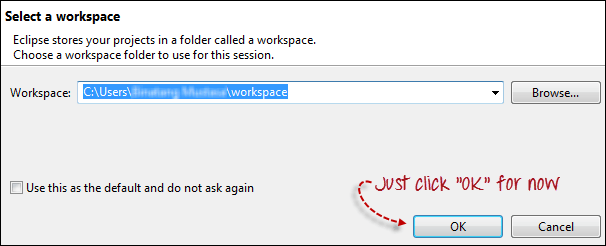 Select a workspace
Eclipse stores your projects in a folder called a workspace.
Choose a workspace folder to use for this session.
Workspace: C:\Users\ \workspace Browse...
Use this as the default and do not ask again
Just click "OK" for now
OK Cancel